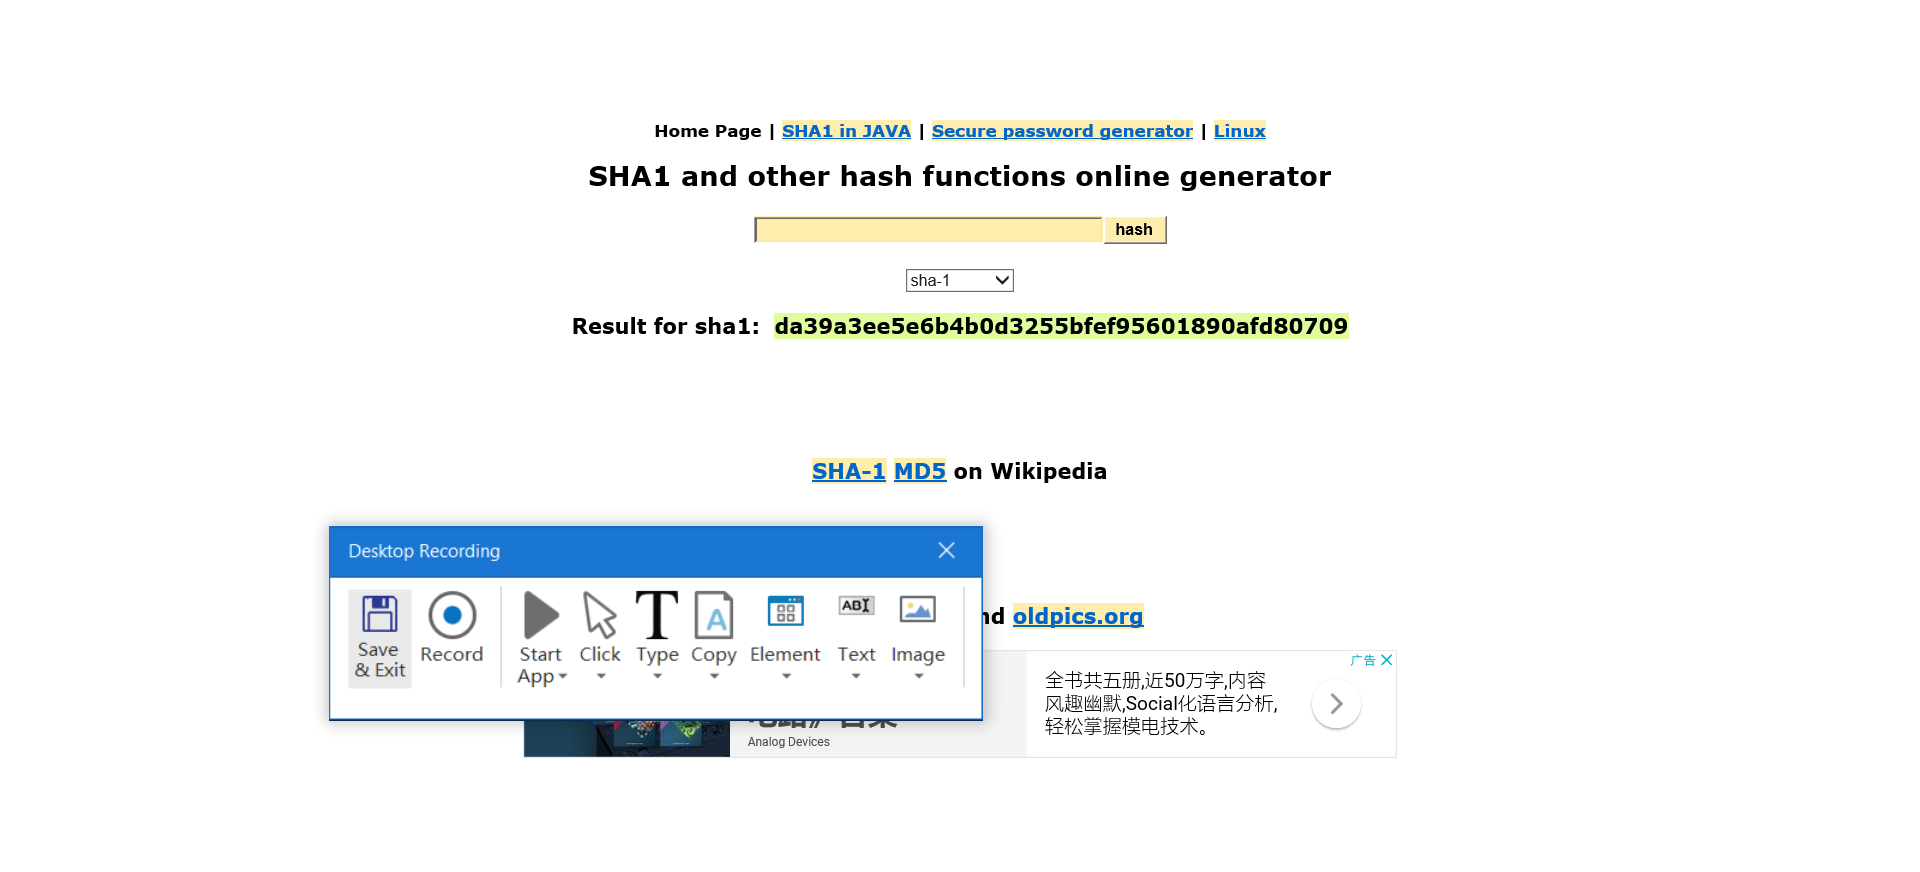 Home Page | SHA1 in JAVA | Secure password generator | Linux
SHA1 and other hash functions online generator
hash
sha-1
Result for sha1: da39a3ee5e6b4b0d3255bfef95601890afd80709
SHA-1 MD5 on Wikipedia
Desktop Recording
Save & Exit
Record
Start App
Click
Type
Copy
Element
ABI
Text
Image
oldpics.org
广告
全书共五册,近50万字,内容
风趣幽默,Social化语言分析,
轻松掌握模电技术。
Analog Devices